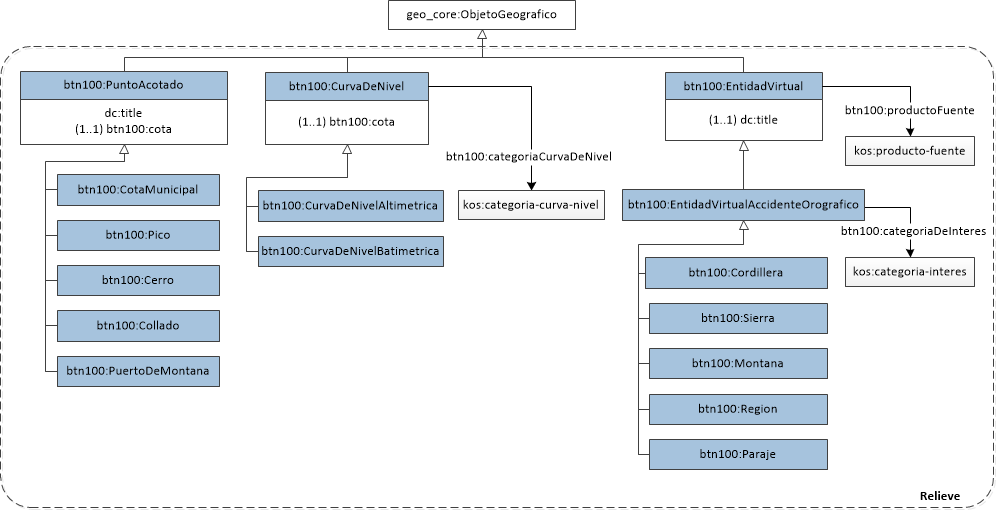 geo_core:ObjetoGeografico
btn100:PuntoAcotado
dc:title
(1..1) btn100:cota
btn100:CotaMunicipal
btn100:Pico
btn100:Cerro
btn100:Collado
btn100:PuertoDeMontana
btn100:CurvaDeNivel
(1..1) btn100:cota
btn100:categoriaCurvaDeNivel
kos:categoria-curva-nivel
btn100:CurvaDeNivelAltimetrica
btn100:CurvaDeNivelBatimetrica
btn100:EntidadVirtual
(1..1) dc:title
btn100:productoFuente
kos:producto-fuente
btn100:EntidadVirtualAccidenteOrografico
btn100:categoriaDeInteres
kos:categoria-interes
btn100:Cordillera
btn100:Sierra
btn100:Montana
btn100:Region
btn100:Paraje
Relieve